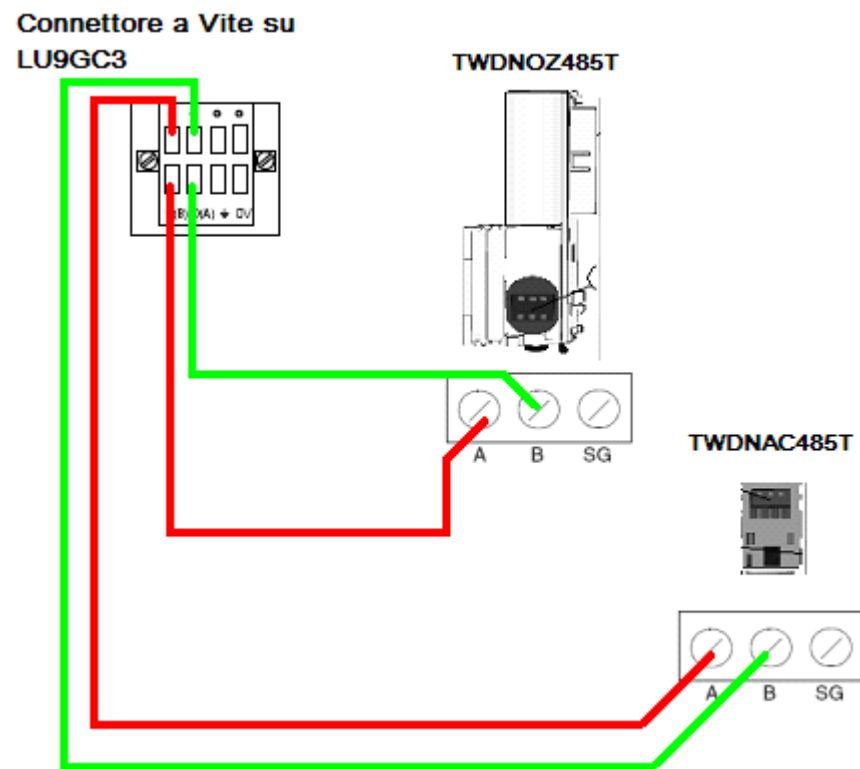 Connettore a Vite su
LU9GC3
TWDNOZ485T
(B) D(A) ⏚ 0V
A B SG
TWDNAC485T
A B SG